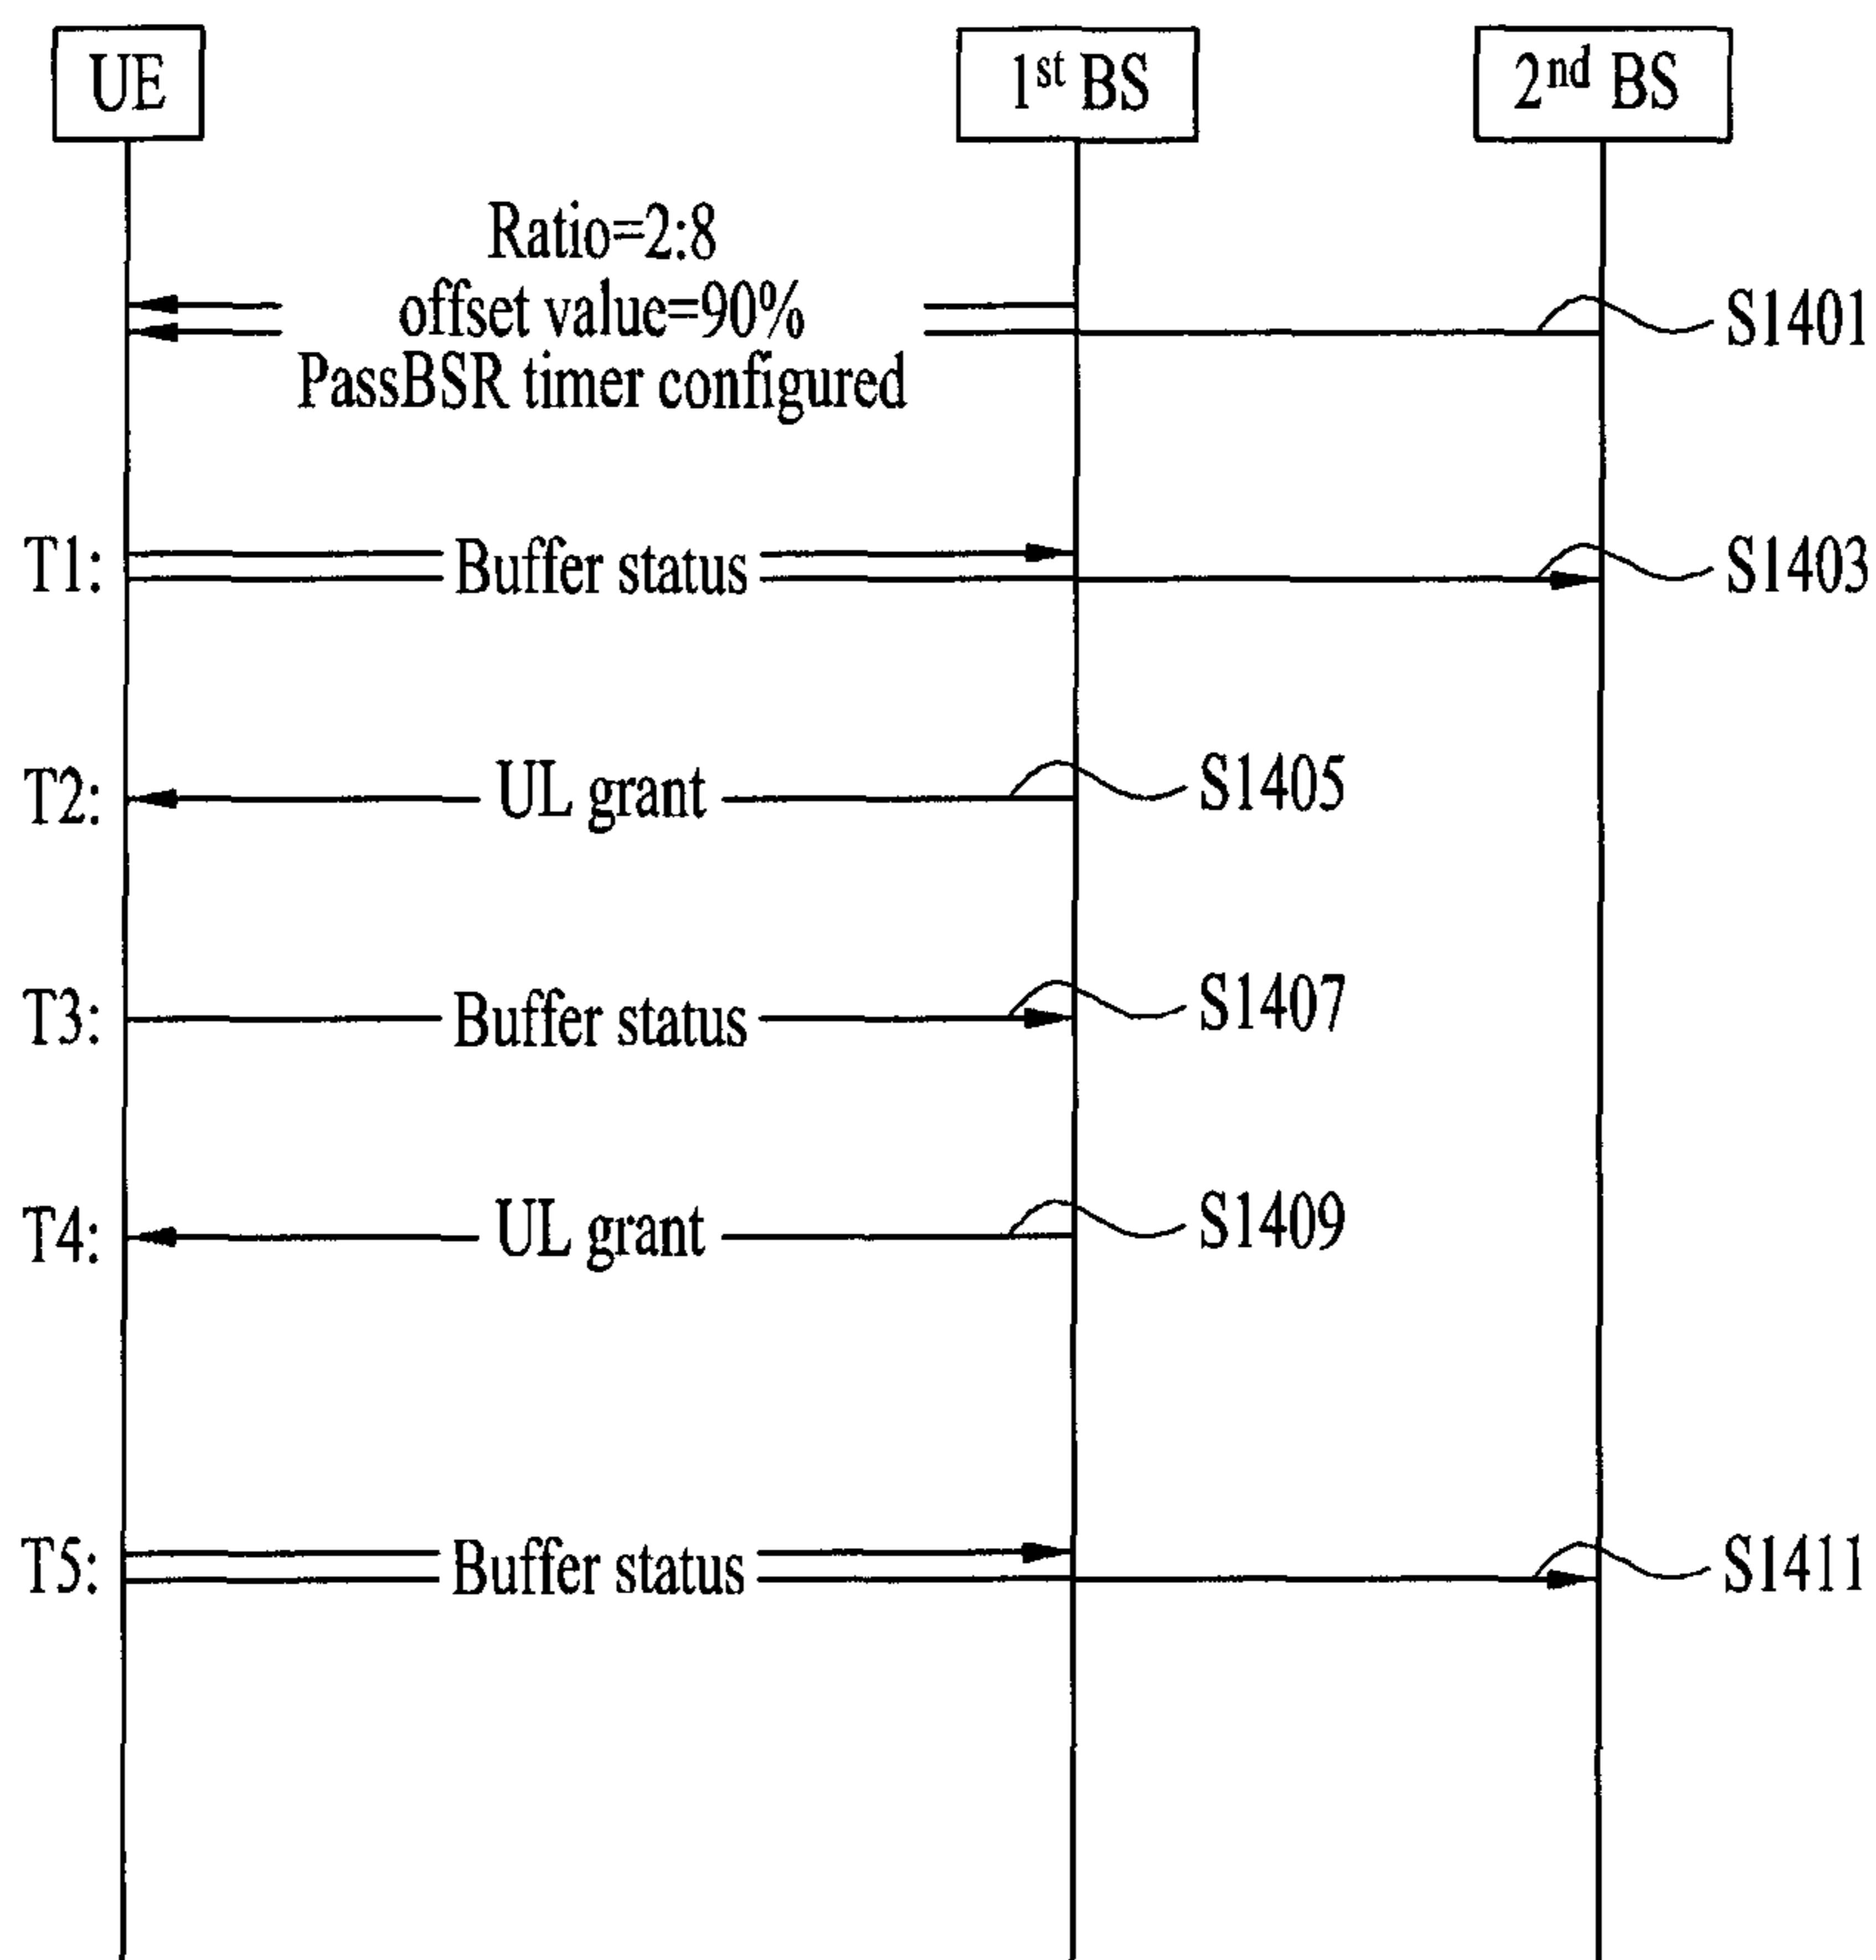 UE
1st BS
2nd BS
Ratio=2:8
offset value=90%
PassBSR timer configured
S1401
T1:
Buffer status
S1403
T2:
UL grant
S1405
T3:
Buffer status
S1407
T4:
UL grant
S1409
T5:
Buffer status
S1411